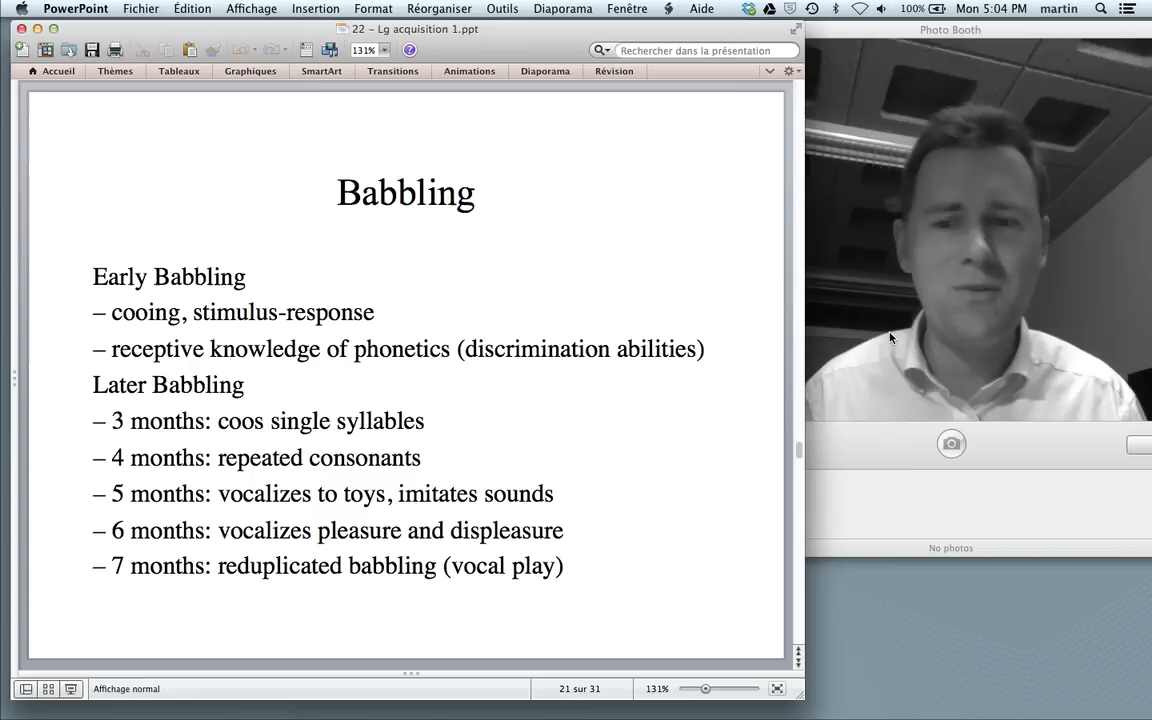 PowerPoint Fichier Édition Affichage Insertion Format Réorganiser Outils Diaporama Fenêtre Aide 100% Mon 5:04 PM martin
22 - Lg acquisition 1.ppt
Photo Booth
131% Rechercher dans la présentation
Accueil Thèmes Tableaux Graphiques SmartArt Transitions Animations Diaporama Révision
Babbling
Early Babbling
– cooing, stimulus-response
– receptive knowledge of phonetics (discrimination abilities)
Later Babbling
– 3 months: coos single syllables
– 4 months: repeated consonants
– 5 months: vocalizes to toys, imitates sounds
– 6 months: vocalizes pleasure and displeasure
– 7 months: reduplicated babbling (vocal play)
No photos
Affichage normal 21 sur 31 131%